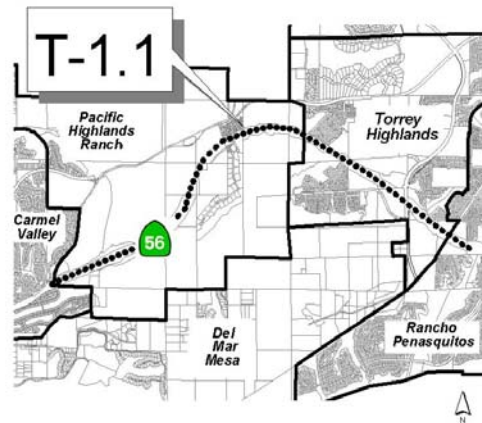 T-1.1
Pacific
Highlands
Ranch
Torrey
Highlands
Carmel
Valley
56
Del
Mar
Mesa
Rancho
Penasquitos
N